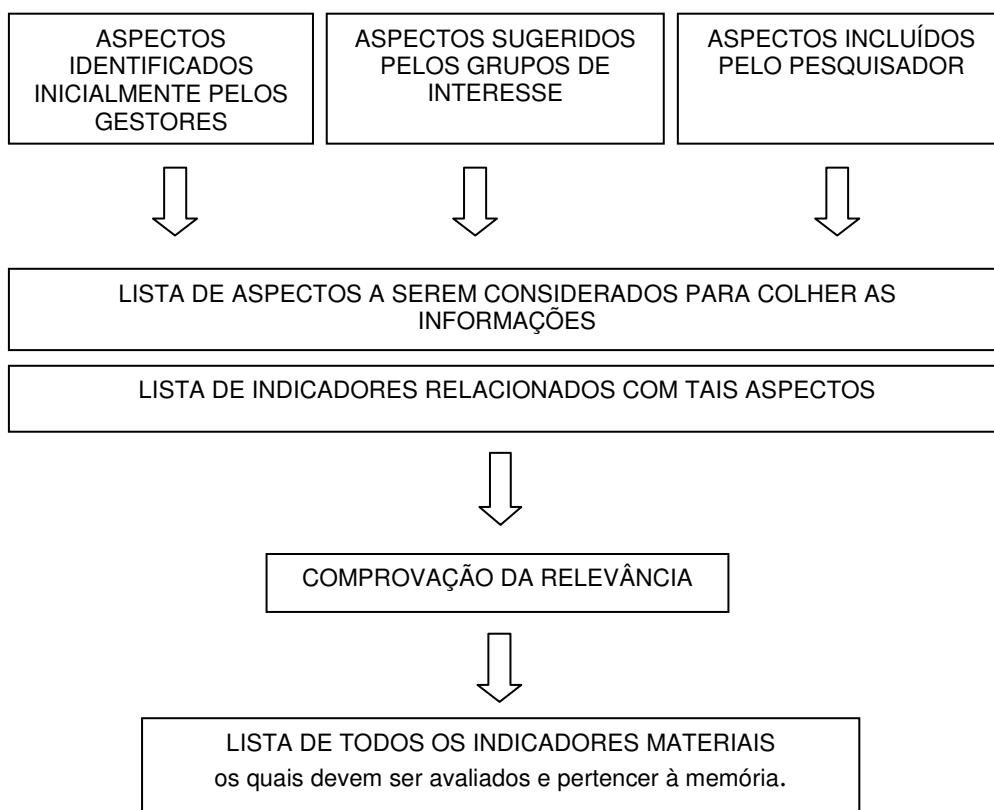 ASPECTOS
IDENTIFICADOS
INICIALMENTE PELOS
GESTORES
ASPECTOS SUGERIDOS
PELOS GRUPOS DE
INTERESSE
ASPECTOS INCLUÍDOS
PELO PESQUISADOR
LISTA DE ASPECTOS A SEREM CONSIDERADOS PARA COLHER AS
INFORMAÇÕES
LISTA DE INDICADORES RELACIONADOS COM TAIS ASPECTOS
COMPROVAÇÃO DA RELEVÂNCIA
LISTA DE TODOS OS INDICADORES MATERIAIS
os quais devem ser avaliados e pertencer à memória.